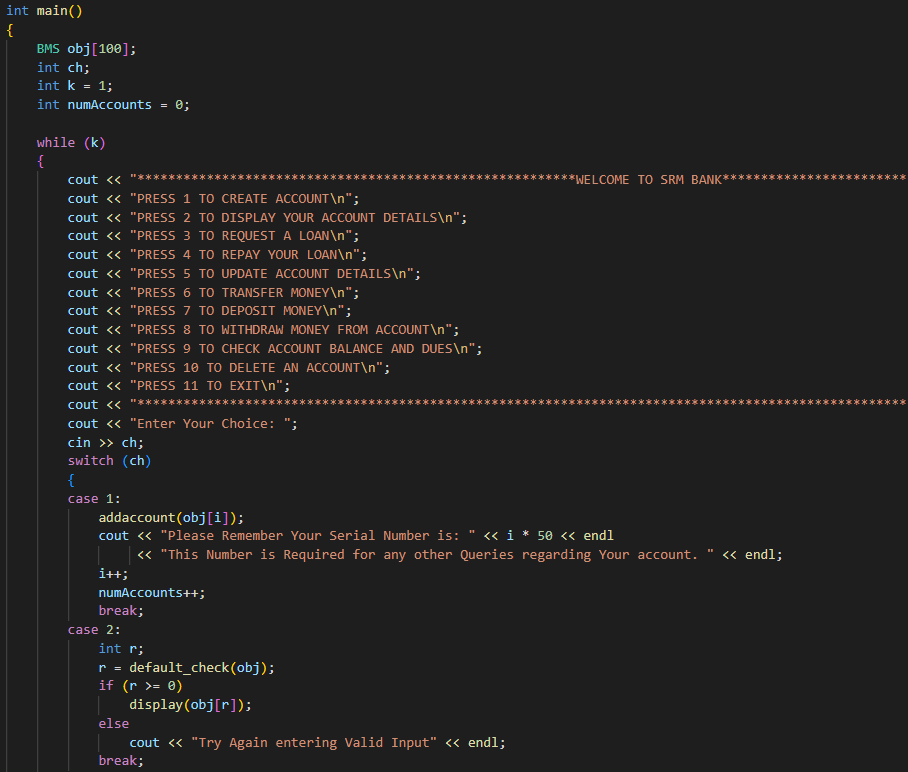 int main()
{
    BMS obj[100];
    int ch;
    int k = 1;
    int numAccounts = 0;

    while (k)
    {
        cout << "*********************************************************WELCOME TO SRM BANK************************
        cout << "PRESS 1 TO CREATE ACCOUNT\n";
        cout << "PRESS 2 TO DISPLAY YOUR ACCOUNT DETAILS\n";
        cout << "PRESS 3 TO REQUEST A LOAN\n";
        cout << "PRESS 4 TO REPAY YOUR LOAN\n";
        cout << "PRESS 5 TO UPDATE ACCOUNT DETAILS\n";
        cout << "PRESS 6 TO TRANSFER MONEY\n";
        cout << "PRESS 7 TO DEPOSIT MONEY\n";
        cout << "PRESS 8 TO WITHDRAW MONEY FROM ACCOUNT\n";
        cout << "PRESS 9 TO CHECK ACCOUNT BALANCE AND DUES\n";
        cout << "PRESS 10 TO DELETE AN ACCOUNT\n";
        cout << "PRESS 11 TO EXIT\n";
        cout << "****************************************************************************************************
        cout << "Enter Your Choice: ";
        cin >> ch;
        switch (ch)
        {
        case 1:
            addaccount(obj[i]);
            cout << "Please Remember Your Serial Number is: " << i * 50 << endl
                 << "This Number is Required for any other Queries regarding Your account. " << endl;
            i++;
            numAccounts++;
            break;
        case 2:
            int r;
            r = default_check(obj);
            if (r >= 0)
                display(obj[r]);
            else
                cout << "Try Again entering Valid Input" << endl;
            break;